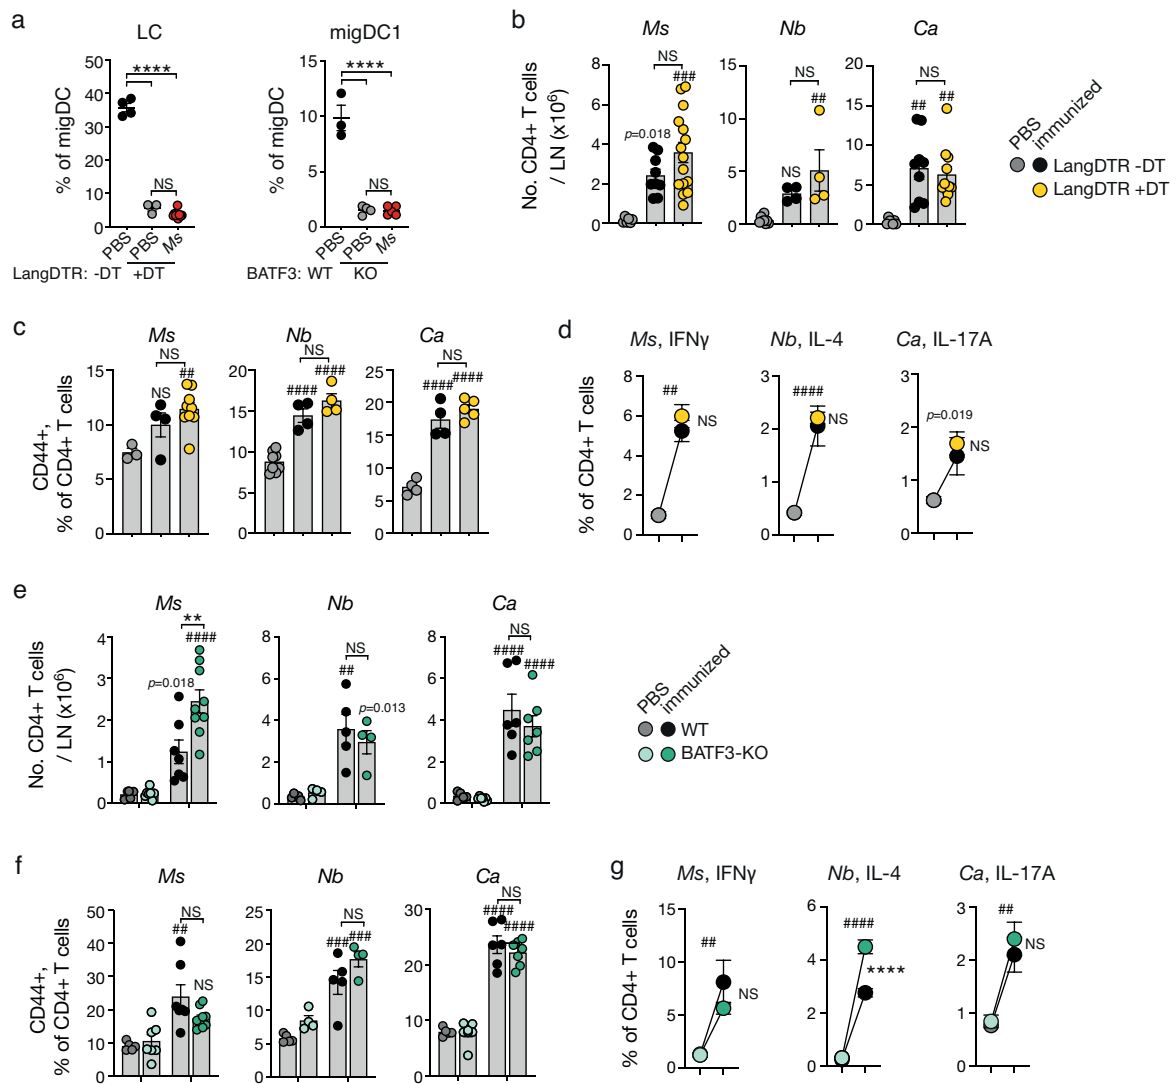 a
LC
migDC1
% of migDC
50
40
30
20
10
0
****
NS
PBS
PBS
Ms
LangDTR: -DT +DT
% of migDC
15
10
5
0
****
NS
PBS
PBS
Ms
BATF3: WT KO
b
Ms
Nb
Ca
No. CD4+ T cells
/ LN (x10⁶)
8
6
4
2
0
NS
###
p=0.018
15
10
5
0
NS
##
NS
20
15
10
5
0
NS
##
##
PBS
immunized
LangDTR -DT
LangDTR +DT
c
Ms
Nb
Ca
CD44+,
% of CD4+ T cells
15
10
5
0
NS
##
NS
20
15
10
5
0
NS
####
####
25
20
15
10
5
0
NS
####
####
d
Ms, IFNγ
Nb, IL-4
Ca, IL-17A
% of CD4+ T cells
8
6
4
2
0
##
NS
3
2
1
0
####
NS
3
2
1
0
p=0.019
NS
e
Ms
Nb
Ca
No. CD4+ T cells
/ LN (x10⁶)
4
3
2
1
0
**
####
p=0.018
8
6
4
2
0
NS
##
p=0.013
8
6
4
2
0
NS
####
####
PBS
immunized
WT
BATF3-KO
f
Ms
Nb
Ca
CD44+,
% of CD4+ T cells
50
40
30
20
10
0
NS
##
NS
25
20
15
10
5
0
NS
###
###
30
20
10
0
NS
####
####
g
Ms, IFNγ
Nb, IL-4
Ca, IL-17A
% of CD4+ T cells
15
10
5
0
##
NS
6
4
2
0
####
****
3
2
1
0
##
NS